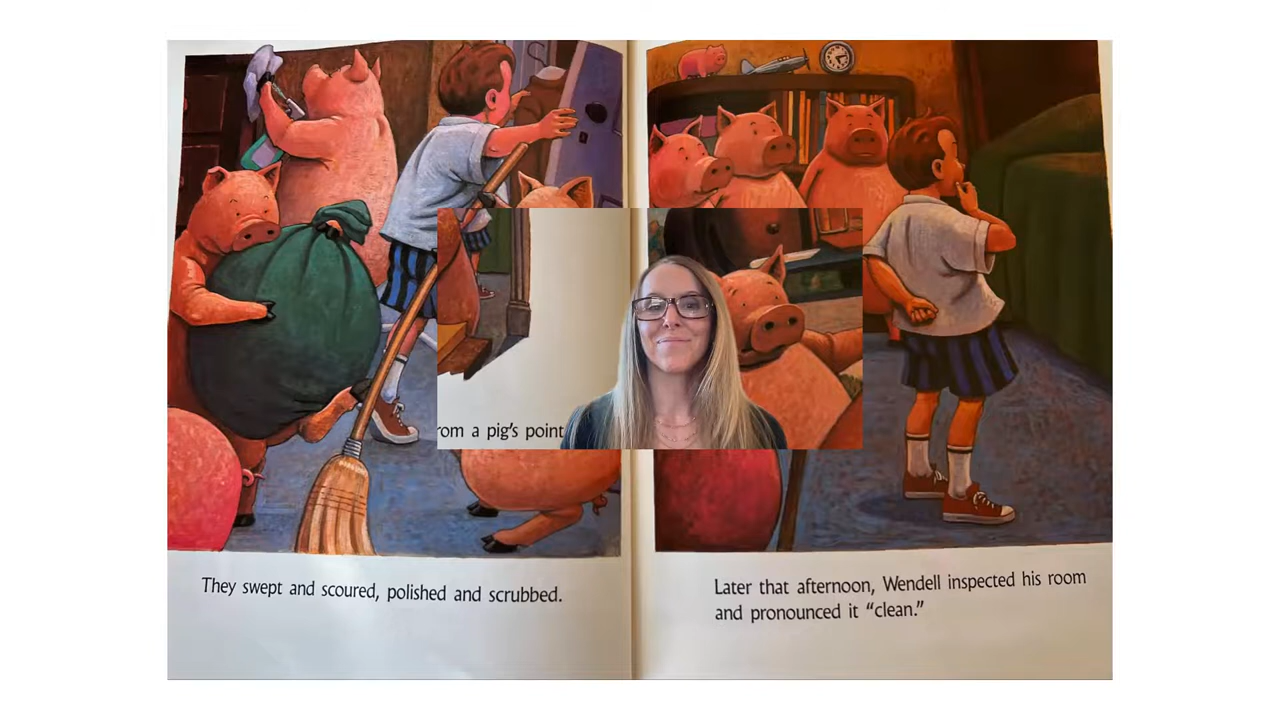 They swept and scoured, polished and scrubbed.
Later that afternoon, Wendell inspected his room
and pronounced it “clean.”
rom a pig’s point